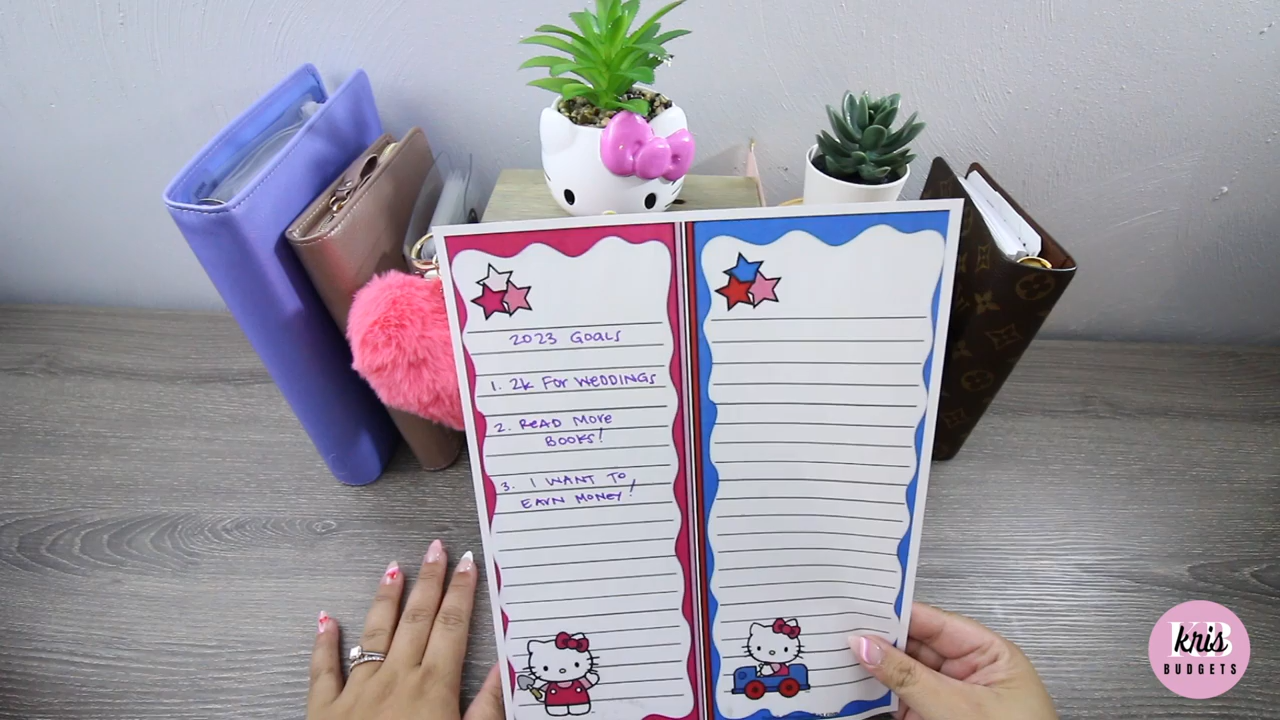 2023 GOALS
1. 2K FOR WEDDINGS
2. READ MORE
BOOKS!
3. I WANT TO
EARN MONEY!
kris
BUDGETS